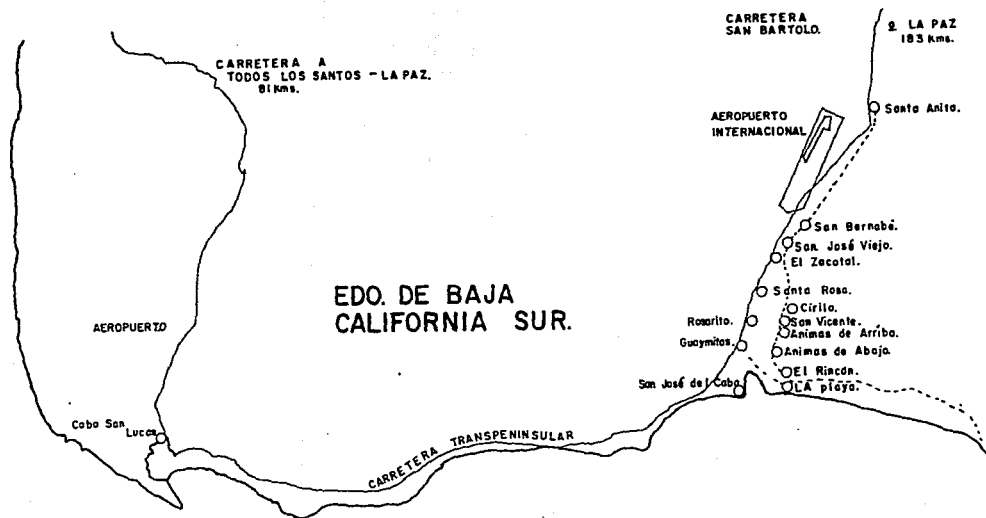 CARRETERA
SAN BARTOLO.
a LA PAZ
183 Kms.
CARRETERA A
TODOS LOS SANTOS - LA PAZ.
81 Kms.
Santa Anita.
AEROPUERTO
INTERNACIONAL
San Bernabé.
San José Viejo.
El Zacatal.
EDO. DE BAJA
CALIFORNIA SUR.
Santa Rosa.
Cirilo.
AEROPUERTO
Rosarito.
San Vicente.
Animas de Arriba.
Guaymitas.
Animas de Abajo.
El Rincón.
San José del Cabo
LA playa.
Cabo San
Lucas
CARRETERA TRANSPENINSULAR